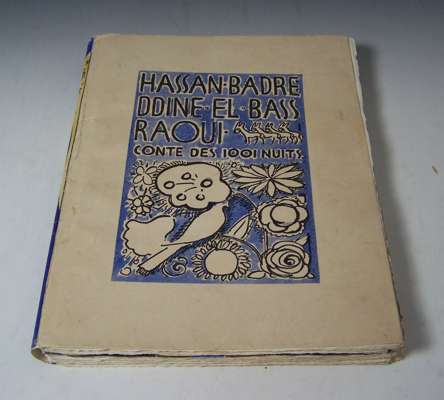 HASSAN·BADRE
DDINE·EL·BASS
RAOUI·
CONTE DES 1001 NUITS.